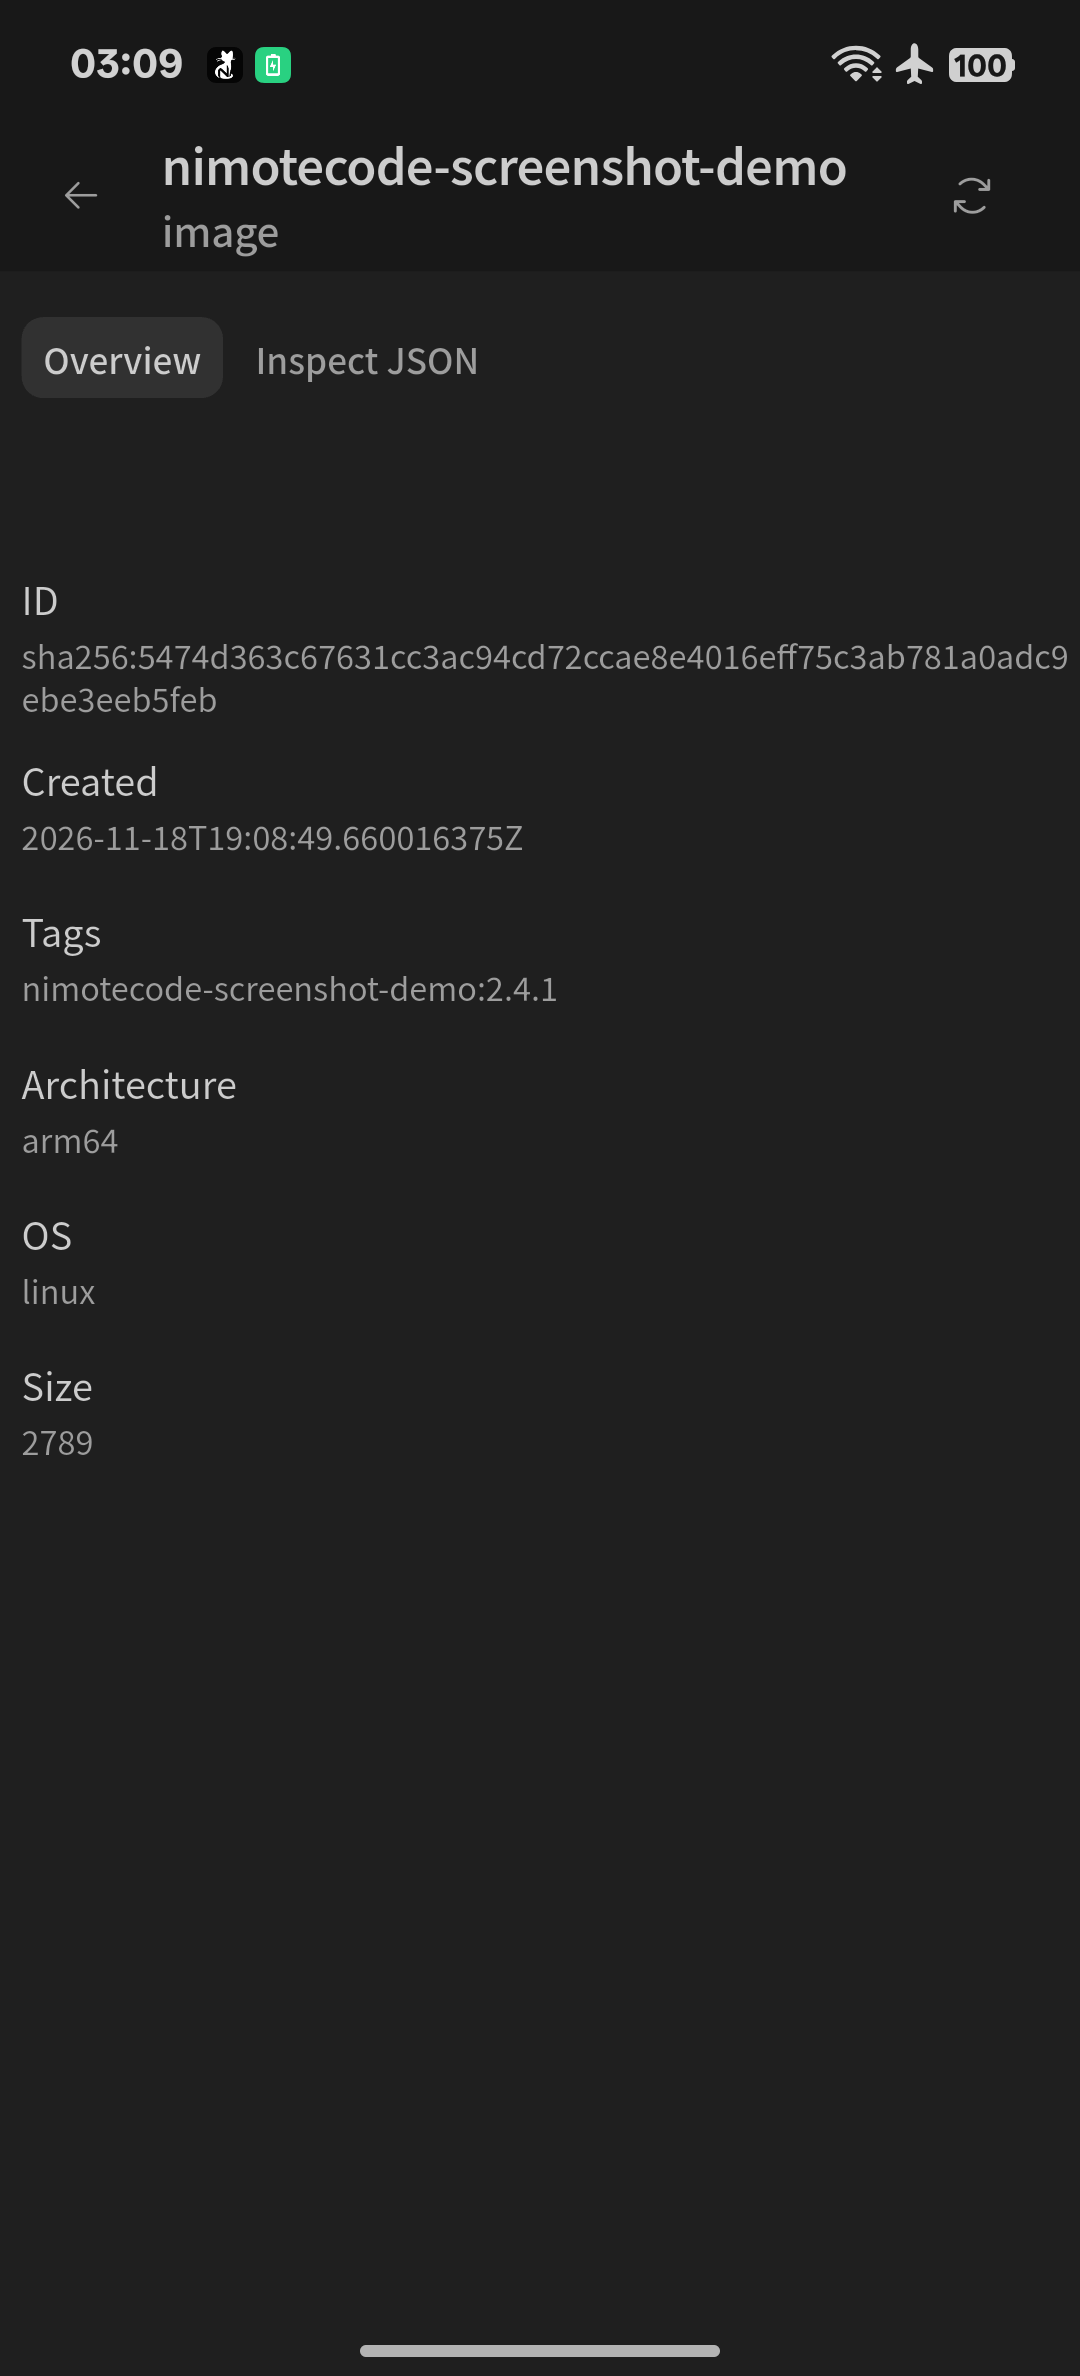 03:09
100
nimotecode-screenshot-demo
image
Overview
Inspect JSON
ID
sha256:5474d363c67631cc3ac94cd72ccae8e4016eff75c3ab781a0adc9
ebe3eeb5feb
Created
2026-11-18T19:08:49.660016375Z
Tags
nimotecode-screenshot-demo:2.4.1
Architecture
arm64
OS
linux
Size
2789